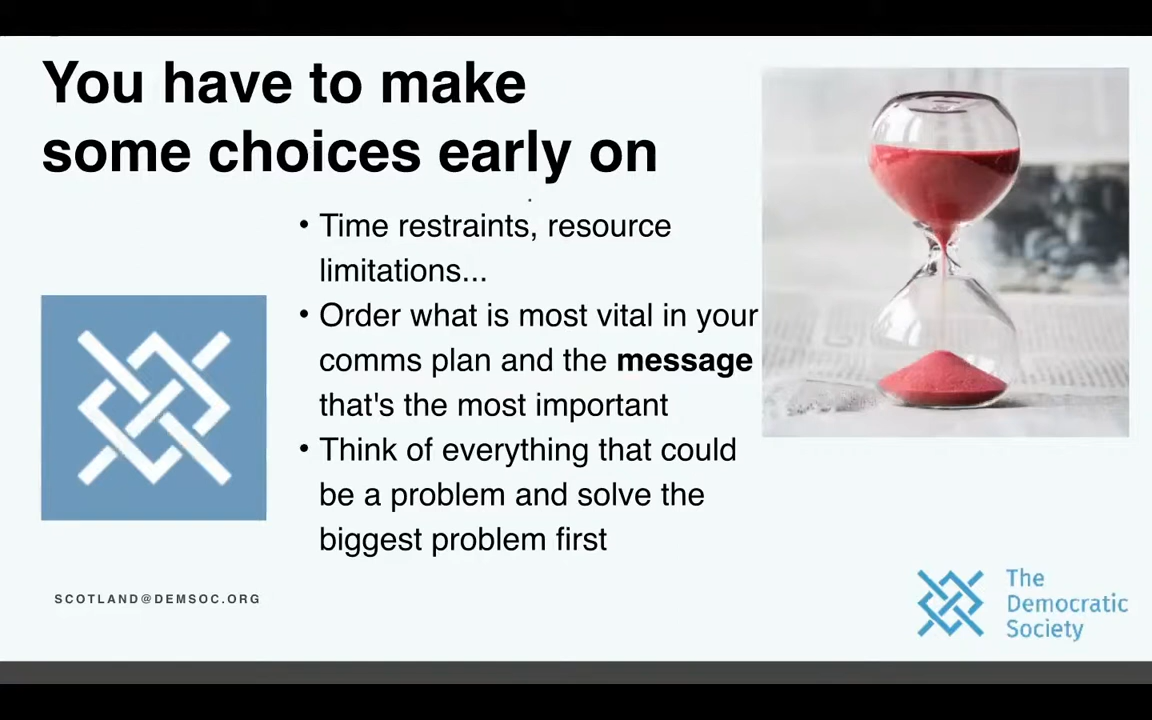 You have to make
some choices early on
• Time restraints, resource
limitations...
• Order what is most vital in your
comms plan and the message
that's the most important
• Think of everything that could
be a problem and solve the
biggest problem first
SCOTLAND@DEMSOC.ORG
The
Democratic
Society